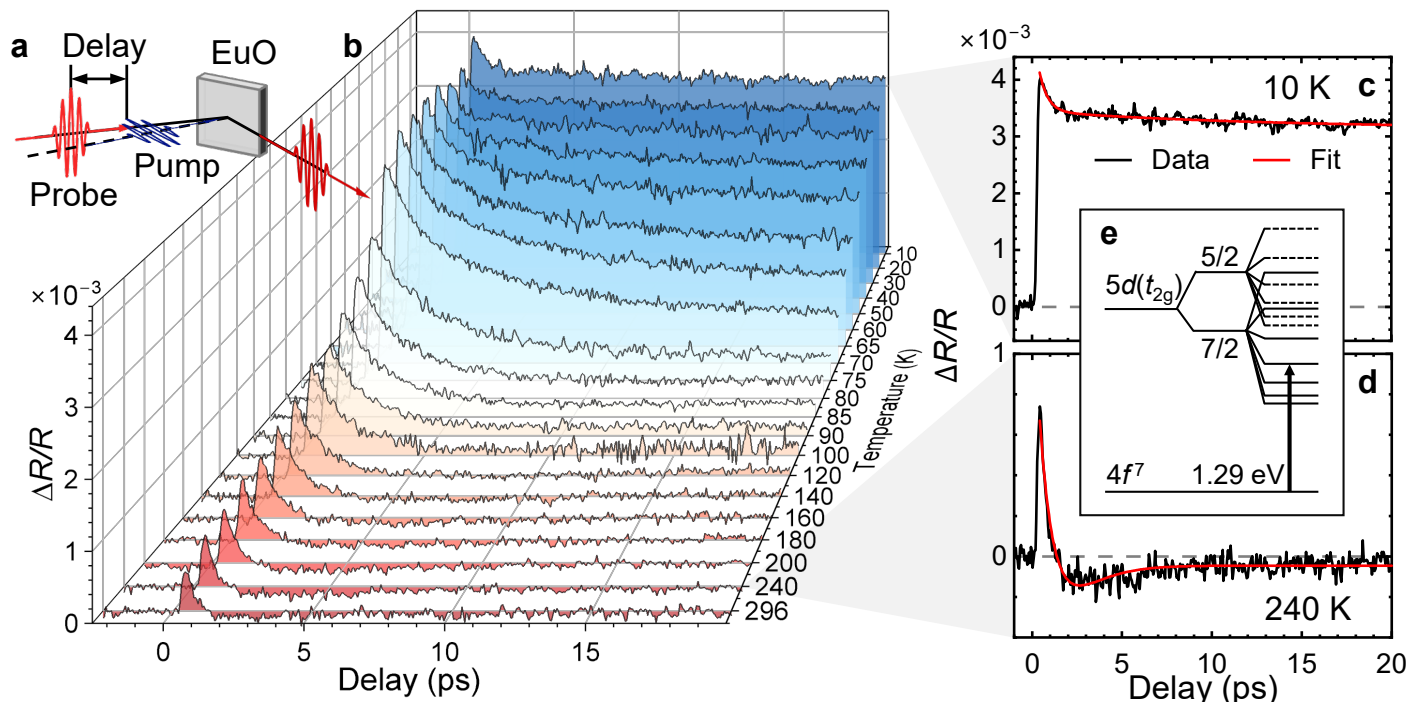 a
Delay
EuO
Probe
Pump
b
×10⁻³
ΔR/R
4
3
2
1
0
0
5
10
15
Delay (ps)
10
20
30
40
50
60
65
70
75
80
85
90
100
120
140
160
180
200
240
296
Temperature (K)
×10⁻³
4
3
2
1
0
10 K
c
Data
Fit
ΔR/R
e
5d(t₂g)
5/2
7/2
4f⁷
1.29 eV
1
0
d
240 K
0
5
10
15
20
Delay (ps)